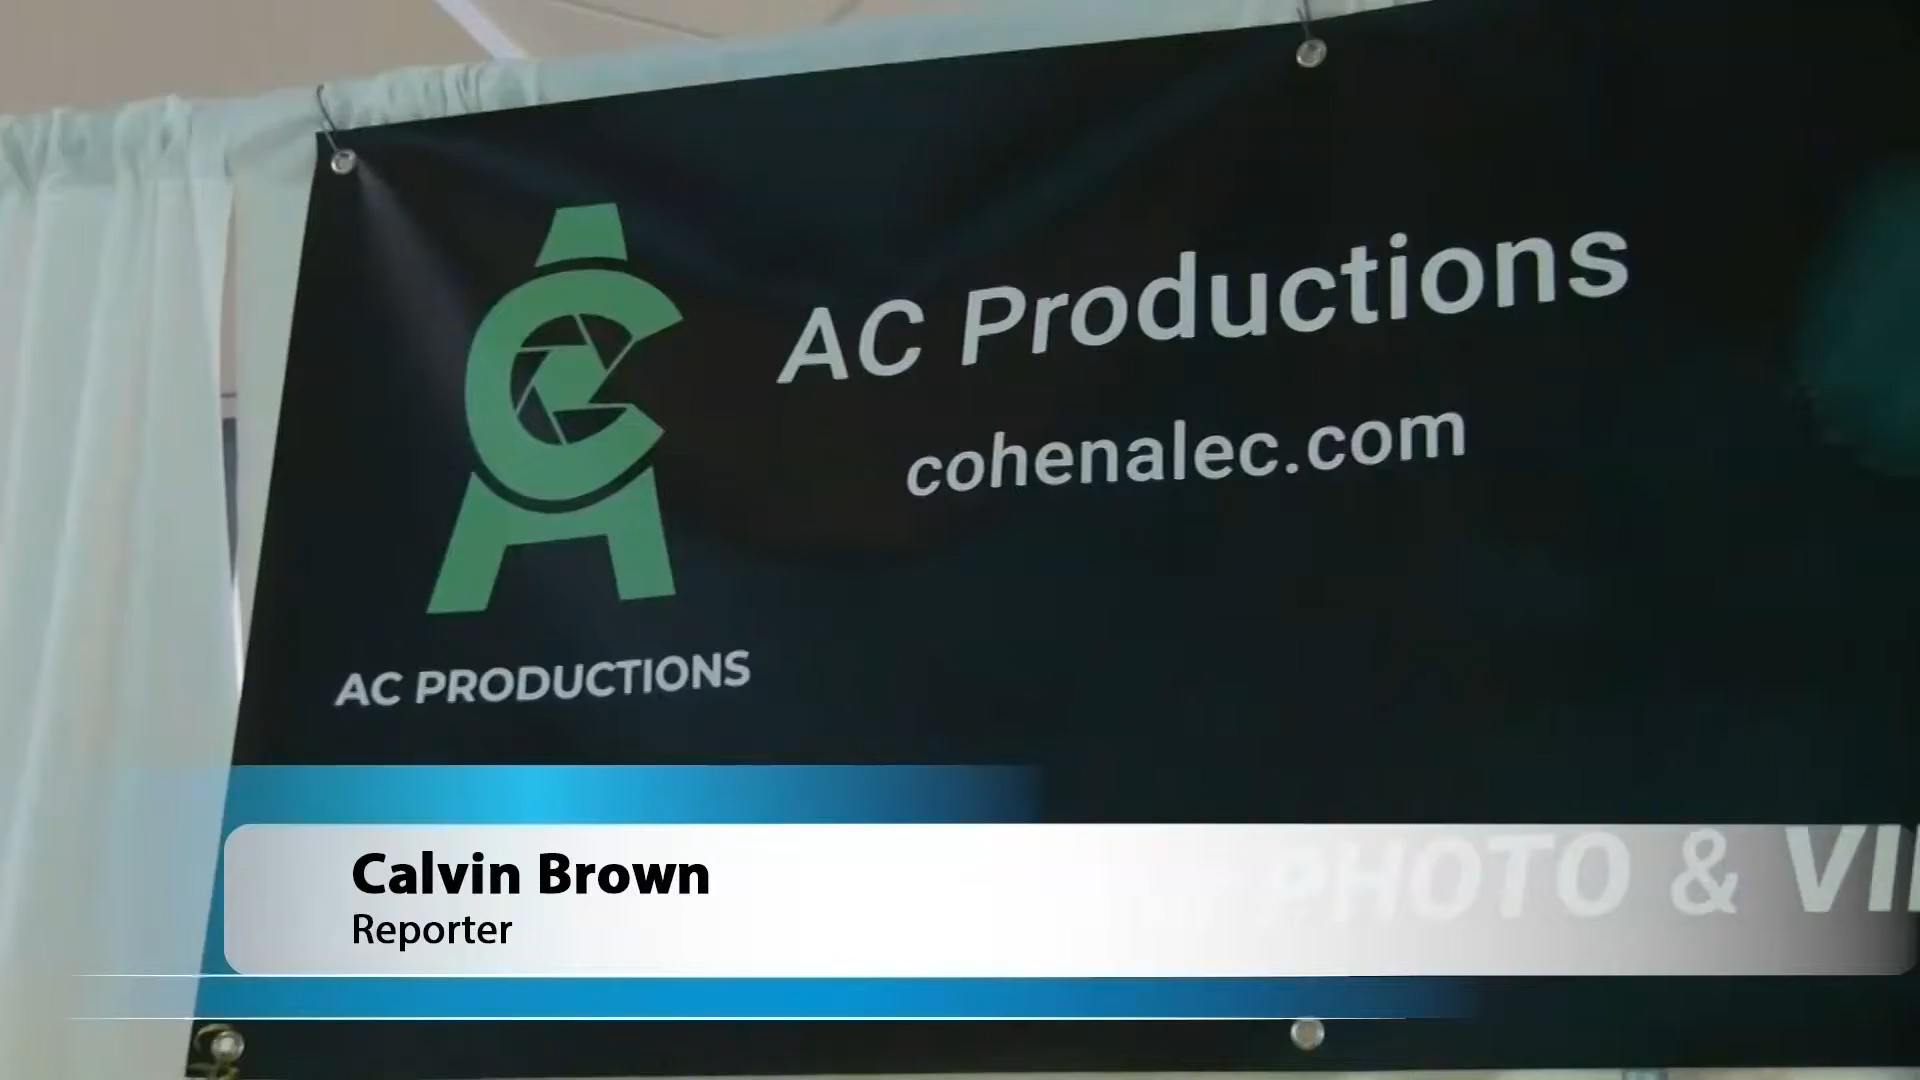 AC Productions
cohenalec.com
AC PRODUCTIONS
PHOTO &
Calvin Brown
Reporter